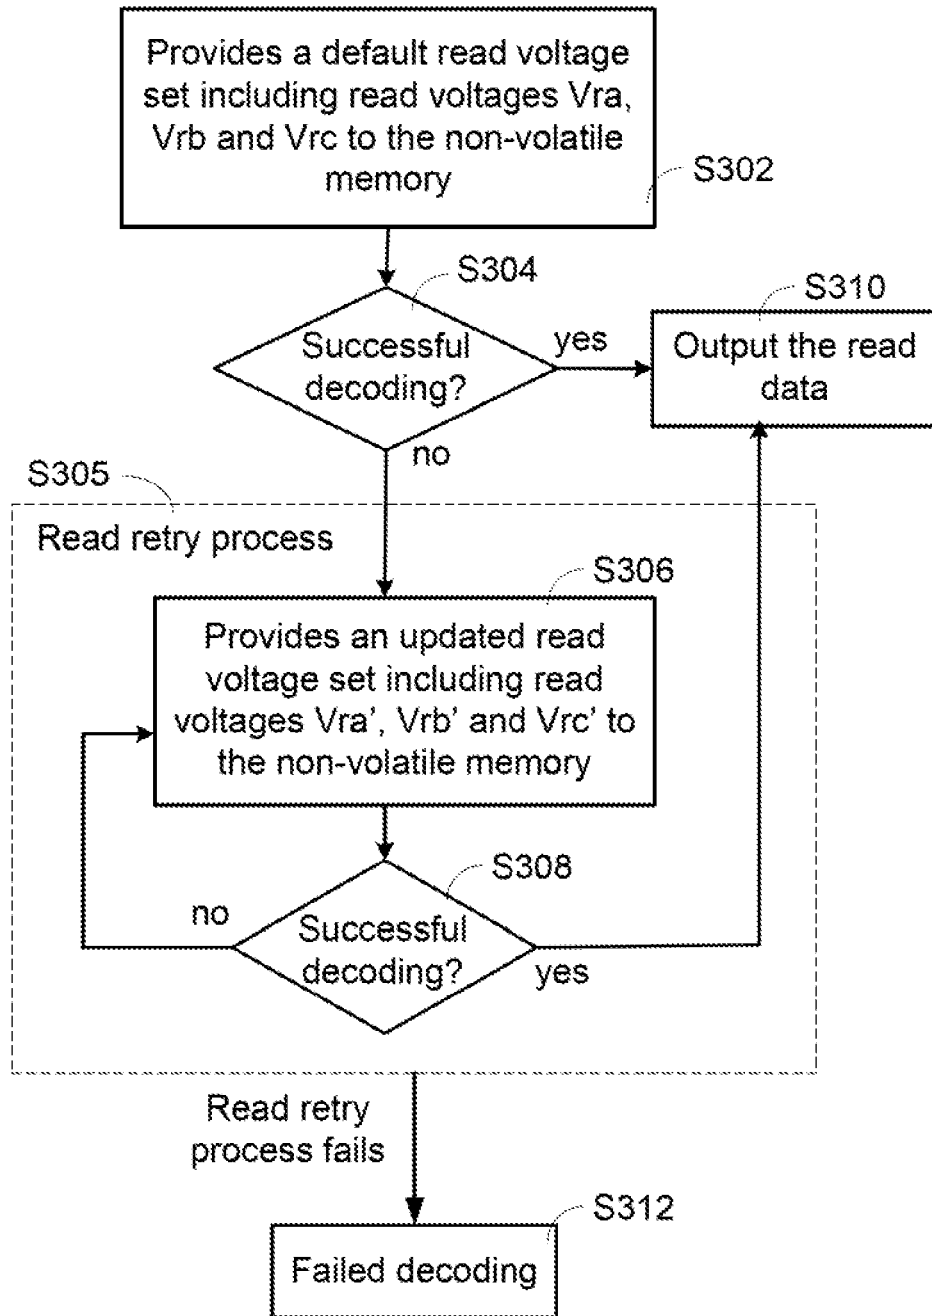 Provides a default read voltage
set including read voltages Vra,
Vrb and Vrc to the non-volatile
memory
S302
S304
Successful
decoding?
yes
no
S310
Output the read
data
S305
Read retry process
S306
Provides an updated read
voltage set including read
voltages Vra’, Vrb’ and Vrc’ to
the non-volatile memory
S308
Successful
decoding?
no
yes
Read retry
process fails
S312
Failed decoding